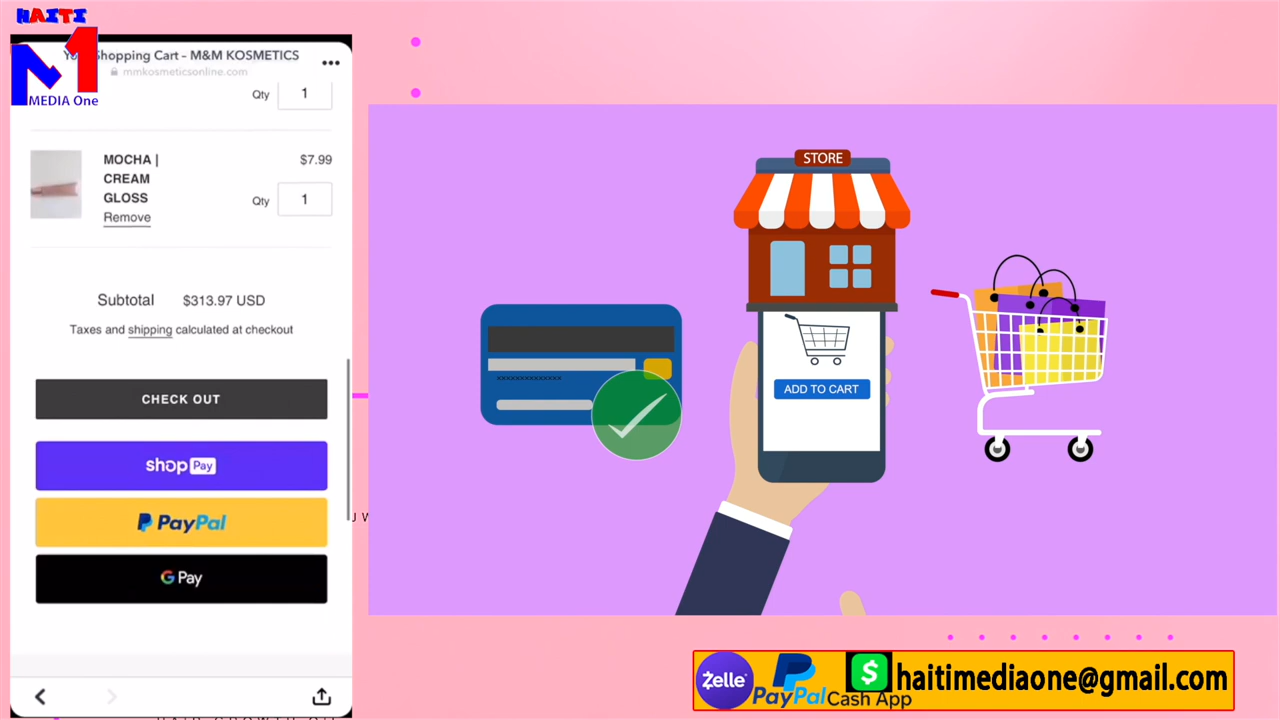 HAITI
M1
MEDIA One
Shopping Cart – M&M KOSMETICS
mmkosmeticsonline.com
Qty 1
MOCHA | $7.99
CREAM
GLOSS Qty 1
Remove
Subtotal $313.97 USD
Taxes and shipping calculated at checkout
CHECK OUT
shop Pay
PayPal
G Pay
STORE
ADD TO CART
xxxxxxxxxxxxxx
Zelle
PayPal
$
Cash App
haitimediaone@gmail.com